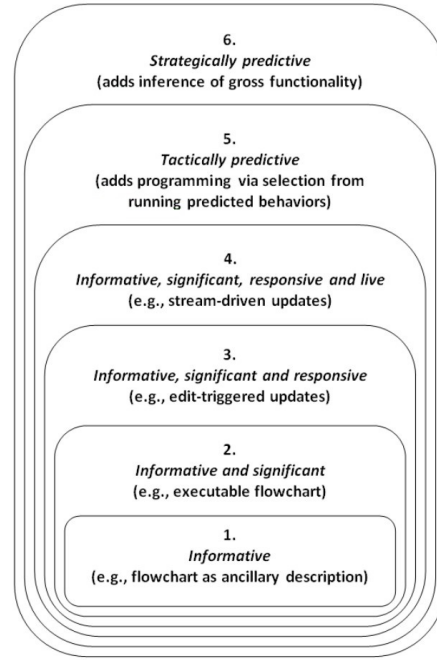 6.
Strategically predictive
(adds inference of gross functionality)
5.
Tactically predictive
(adds programming via selection from
running predicted behaviors)
4.
Informative, significant, responsive and live
(e.g., stream-driven updates)
3.
Informative, significant and responsive
(e.g., edit-triggered updates)
2.
Informative and significant
(e.g., executable flowchart)
1.
Informative
(e.g., flowchart as ancillary description)